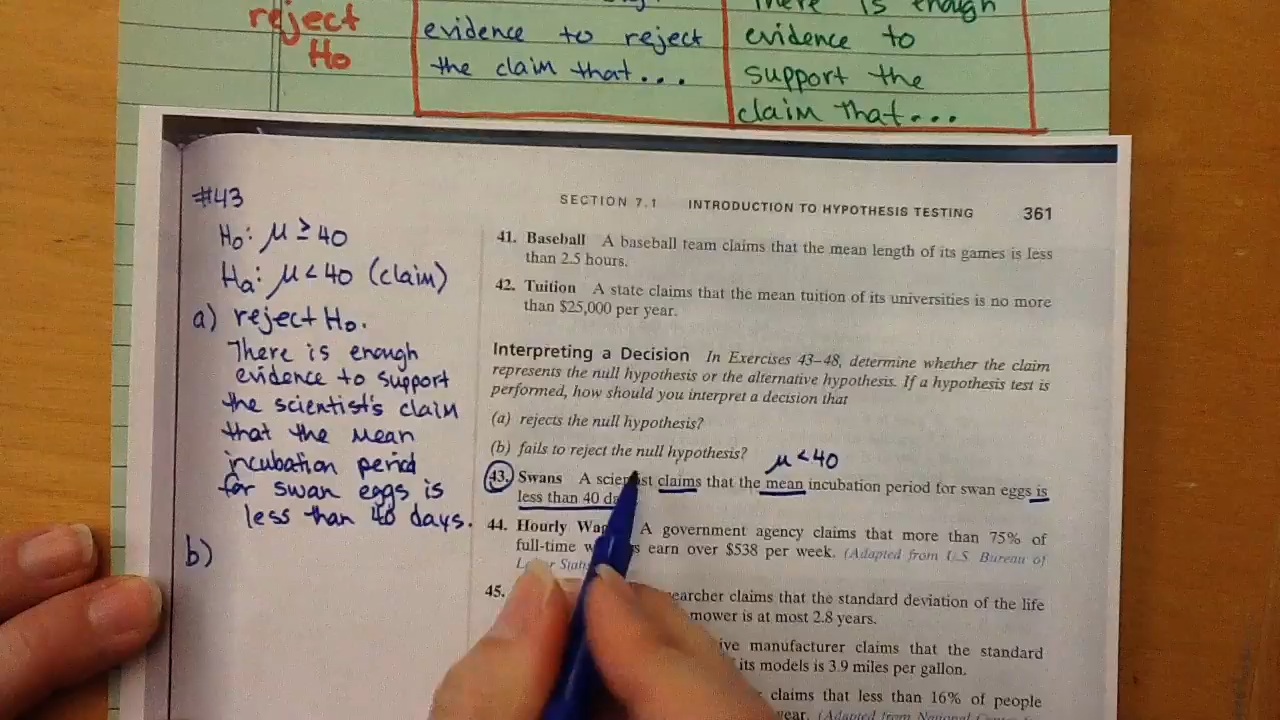 reject
Ho
evidence to reject
the claim that...
There is enough
evidence to
support the
claim that...
#43
Ho: μ ≥ 40
Ha: μ < 40 (claim)
a) reject Ho.
There is enough
evidence to support
the scientist's claim
that the mean
incubation period
for swan eggs is
less than 40 days.
b)
SECTION 7.1 INTRODUCTION TO HYPOTHESIS TESTING 361
41. Baseball A baseball team claims that the mean length of its games is less
than 2.5 hours.
42. Tuition A state claims that the mean tuition of its universities is no more
than $25,000 per year.
Interpreting a Decision In Exercises 43–48, determine whether the claim
represents the null hypothesis or the alternative hypothesis. If a hypothesis test is
performed, how should you interpret a decision that
(a) rejects the null hypothesis?
(b) fails to reject the null hypothesis?
μ < 40
43. Swans A scientist claims that the mean incubation period for swan eggs is
less than 40
44. Hourly A government agency claims that more than 75% of
full-time earn over $538 per week. (Adapted from U.S. Bureau of
45. claims that the standard deviation of the life
mower is at most 2.8 years.
manufacturer claims that the standard
its models is 3.9 miles per gallon.
claims that less than 16% of people
year. (Adapted from National